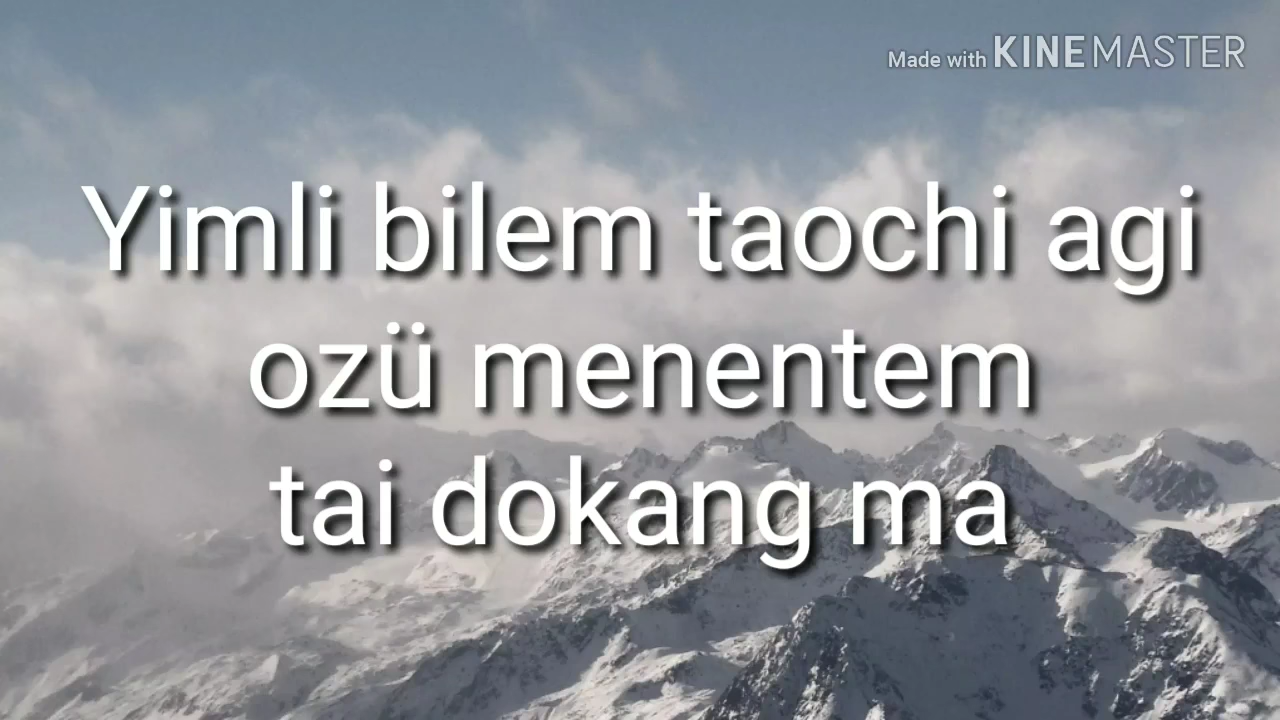 Made with KINEMASTER
Yimli bilem taochi agi
ozü menentem
tai dokang ma